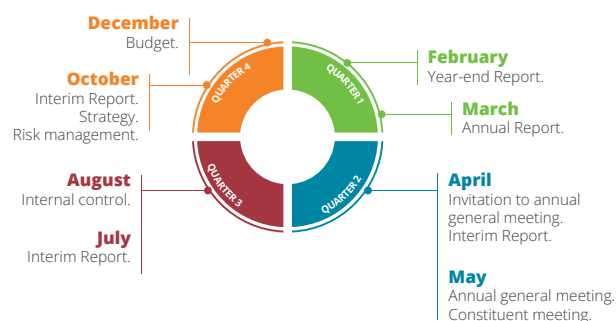 December
Budget.
October
Interim Report.
Strategy.
Risk management.
QUARTER 4
QUARTER 1
February
Year-end Report.
March
Annual Report.
August
Internal control.
July
Interim Report.
QUARTER 3
QUARTER 2
April
Invitation to annual
general meeting.
Interim Report.
May
Annual general meeting.
Constituent meeting.